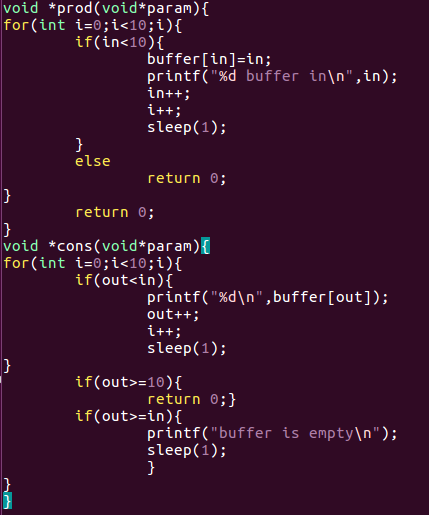 void *prod(void*param){
for(int i=0;i<10;i){
        if(in<10){
                buffer[in]=in;
                printf("%d buffer in\n",in);
                in++;
                i++;
                sleep(1);
        }
        else
                return 0;
}
        return 0;
}
void *cons(void*param){
for(int i=0;i<10;i){
        if(out<in){
                printf("%d\n",buffer[out]);
                out++;
                i++;
                sleep(1);
}
        if(out>=10){
                return 0;}
        if(out>=in){
                printf("buffer is empty\n");
                sleep(1);
                }
}
}